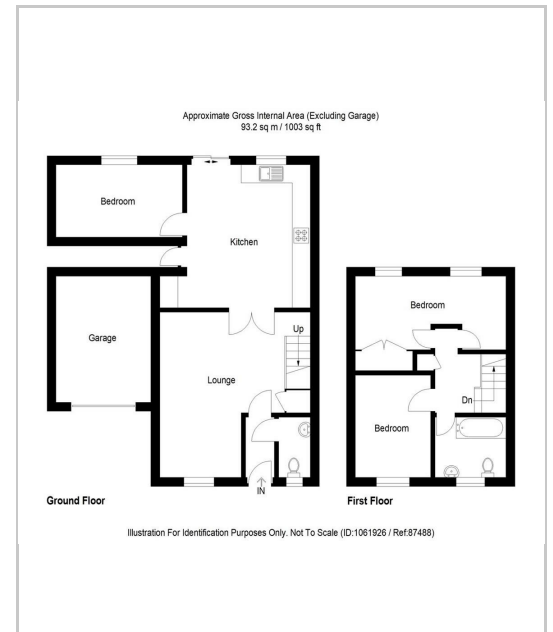 Approximate Gross Internal Area (Excluding Garage)
93.2 sq m / 1003 sq ft
Bedroom
Kitchen
Garage
Up
Bedroom
Lounge
Dn
Bedroom
IN
Ground Floor
First Floor
Illustration For Identification Purposes Only. Not To Scale (ID:1061926 / Ref:87488)